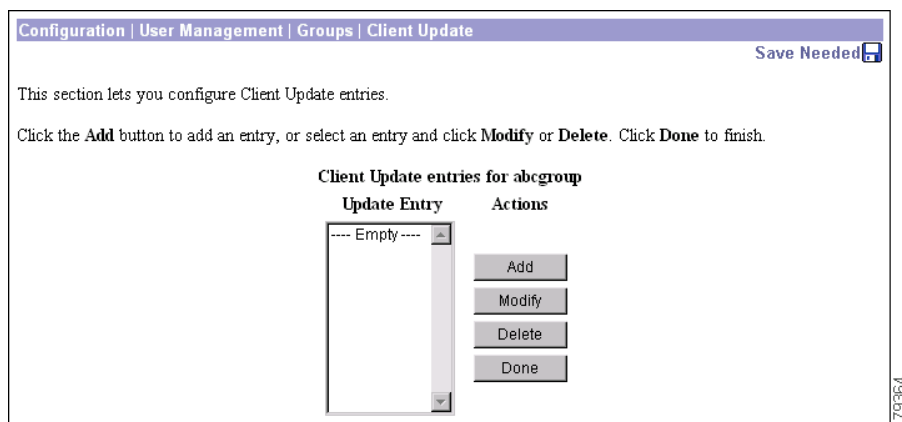 Configuration | User Management | Groups | Client Update
Save Needed
This section lets you configure Client Update entries.
Click the Add button to add an entry, or select an entry and click Modify or Delete. Click Done to finish.
Client Update entries for abcgroup
Update Entry Actions
---- Empty ----
Add
Modify
Delete
Done
79364